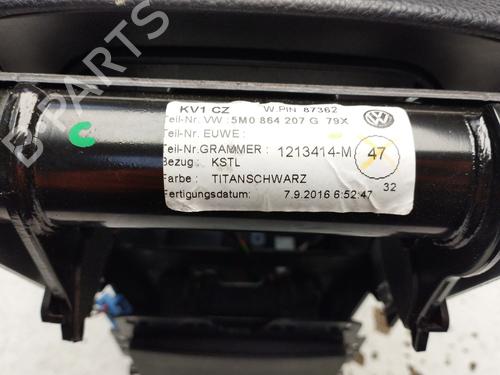 KV1 CZ W.PIN 87362
Teil-Nr. VW : 5M0 864 207 G 79X
Teil-Nr. EUWE :
Teil-Nr. GRAMMER : 1213414-M 47
Bezug : KSTL 32
Farbe : TITANSCHWARZ
Fertigungsdatum: 7.9.2016 6:52:47
C
B-PARTS